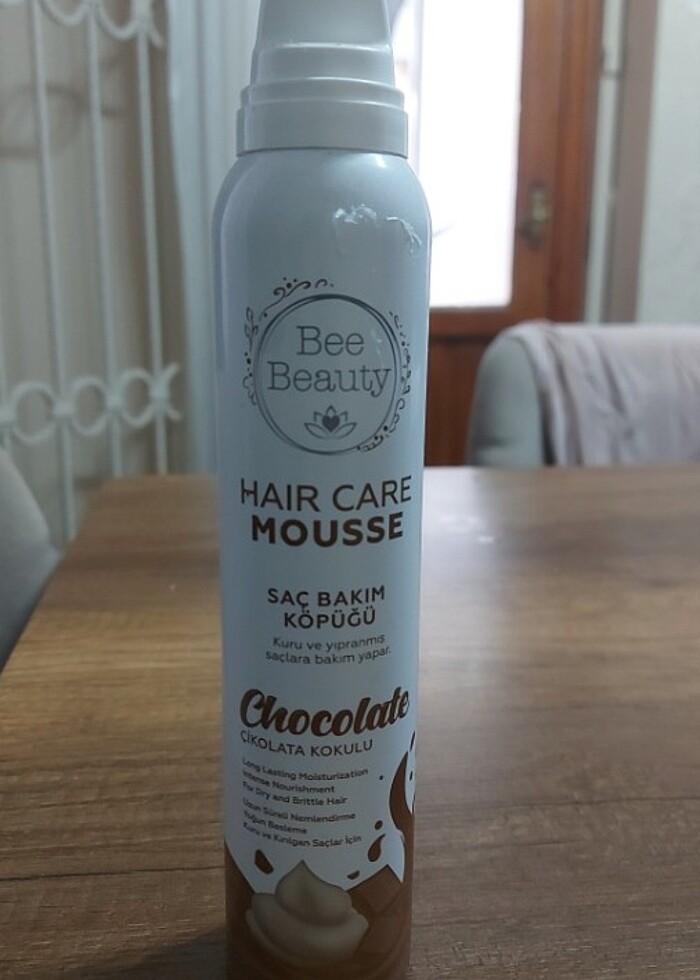 Bee
Beauty
HAIR CARE
MOUSSE
SAÇ BAKIM
KÖPÜĞÜ
Kuru ve yıpranmış
saçlara bakım yapar.
Chocolate
ÇİKOLATA KOKULU
Long Lasting Moisturization
Intense Nourishment
For Dry and Brittle Hair
Uzun Süreli Nemlendirme
Yoğun Besleme
Kuru ve Kırılgan Saçlar İçin